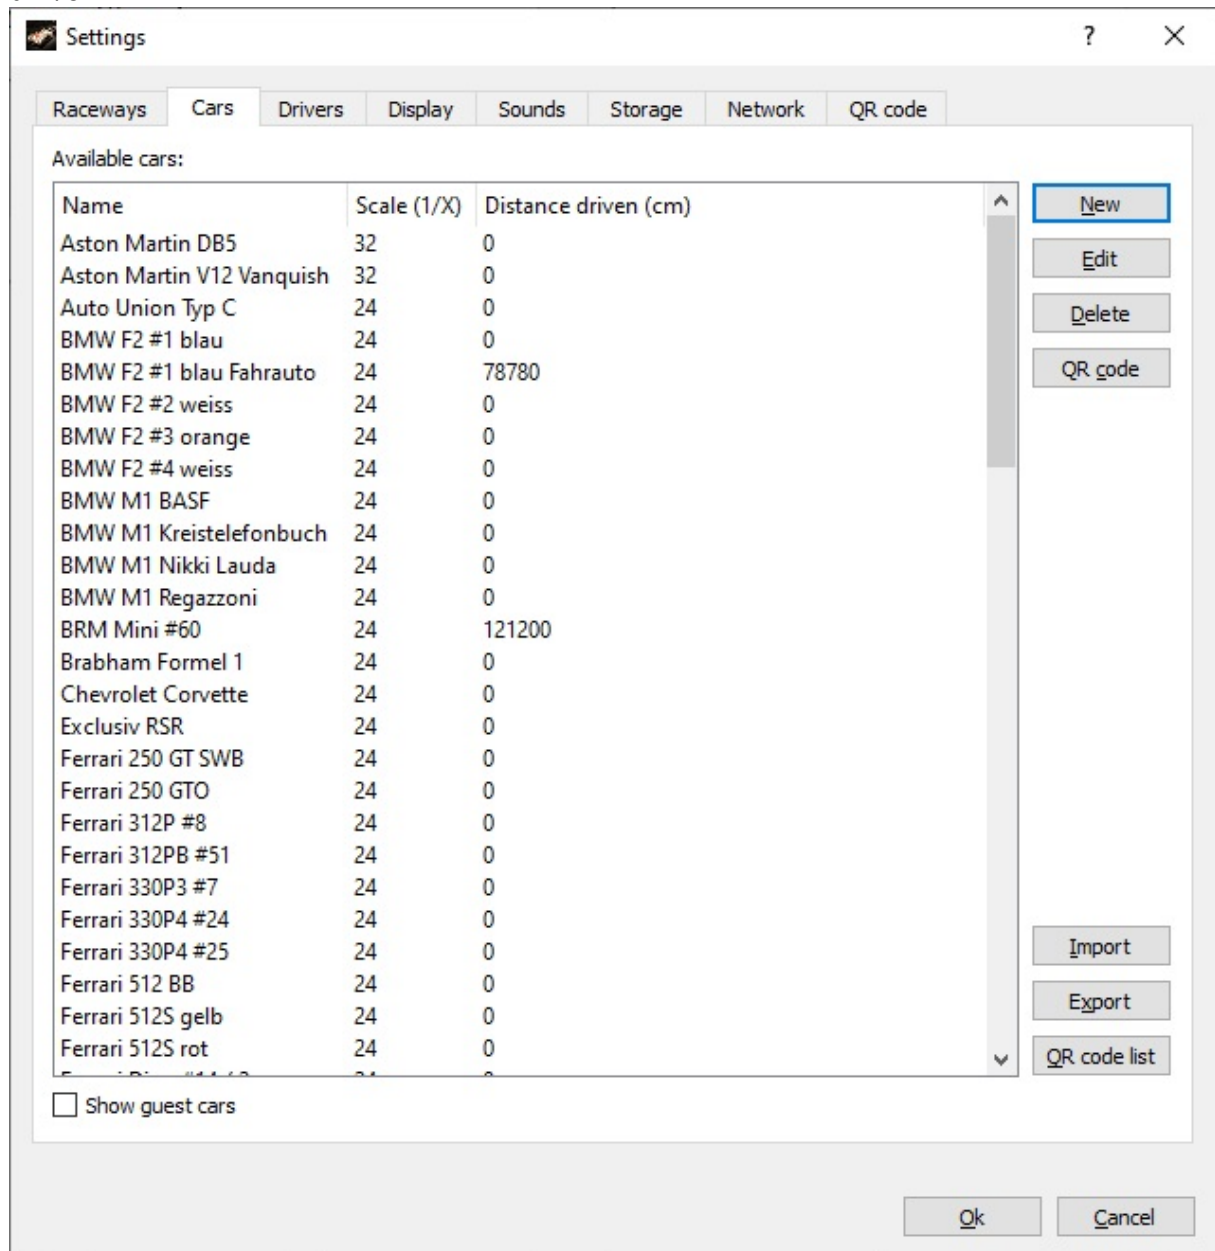 Settings
Raceways Cars Drivers Display Sounds Storage Network QR code
Available cars:
Name Scale (1/X) Distance driven (cm)
Aston Martin DB5 32 0
Aston Martin V12 Vanquish 32 0
Auto Union Typ C 24 0
BMW F2 #1 blau 24 0
BMW F2 #1 blau Fahrauto 24 78780
BMW F2 #2 weiss 24 0
BMW F2 #3 orange 24 0
BMW F2 #4 weiss 24 0
BMW M1 BASF 24 0
BMW M1 Kreistelefonbuch 24 0
BMW M1 Nikki Lauda 24 0
BMW M1 Regazzoni 24 0
BRM Mini #60 24 121200
Brabham Formel 1 24 0
Chevrolet Corvette 24 0
Exclusiv RSR 24 0
Ferrari 250 GT SWB 24 0
Ferrari 250 GTO 24 0
Ferrari 312P #8 24 0
Ferrari 312PB #51 24 0
Ferrari 330P3 #7 24 0
Ferrari 330P4 #24 24 0
Ferrari 330P4 #25 24 0
Ferrari 512 BB 24 0
Ferrari 512S gelb 24 0
Ferrari 512S rot 24 0
New
Edit
Delete
QR code
Import
Export
QR code list
Show guest cars
Ok Cancel